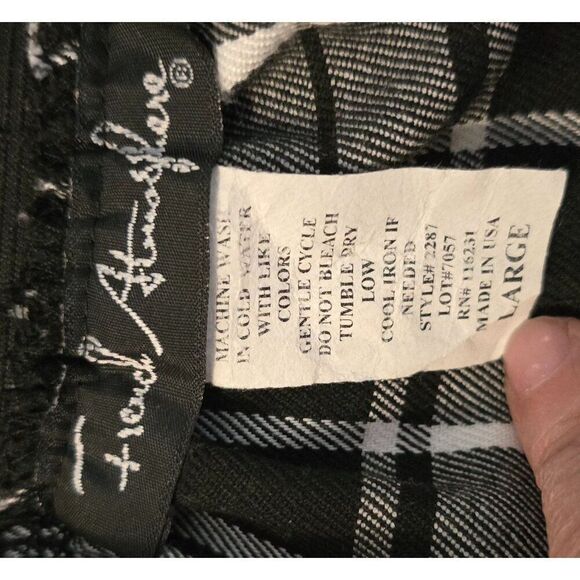 French Atmosphere®
MACHINE WASH
IN COLD WATER
WITH LIKE
COLORS
GENTLE CYCLE
DO NOT BLEACH
TUMBLE DRY
LOW
COOL IRON IF
NEEDED
STYLE# 2287
LOT#7057
RN# 116231
MADE IN USA
LARGE